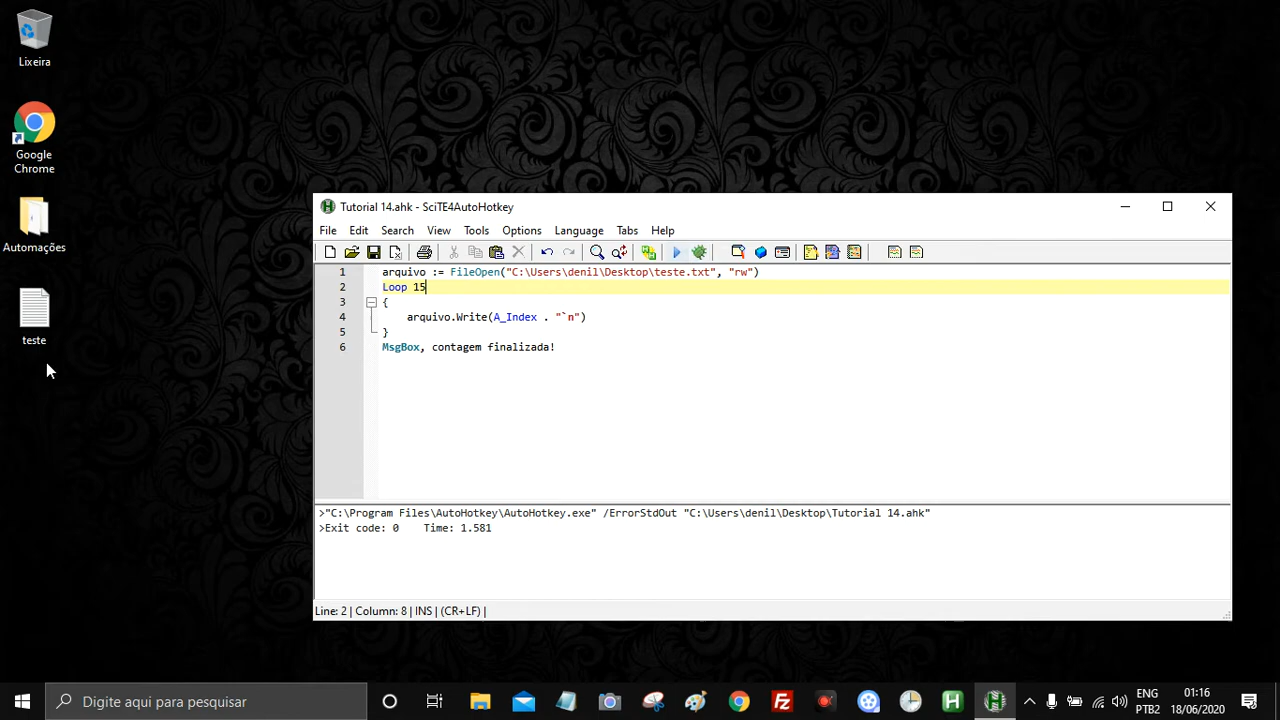 Lixeira
Google
Chrome
Automações
teste
Tutorial 14.ahk - SciTE4AutoHotkey
File Edit Search View Tools Options Language Tabs Help
1 arquivo := FileOpen("C:\Users\denil\Desktop\teste.txt", "rw")
2 Loop 15
3 {
4 arquivo.Write(A_Index . "`n")
5 }
6 MsgBox, contagem finalizada!
>"C:\Program Files\AutoHotkey\AutoHotkey.exe" /ErrorStdOut "C:\Users\denil\Desktop\Tutorial 14.ahk"
>Exit code: 0 Time: 1.581
Line: 2 | Column: 8 | INS | (CR+LF) |
Digite aqui para pesquisar
ENG
PTB2
01:16
18/06/2020